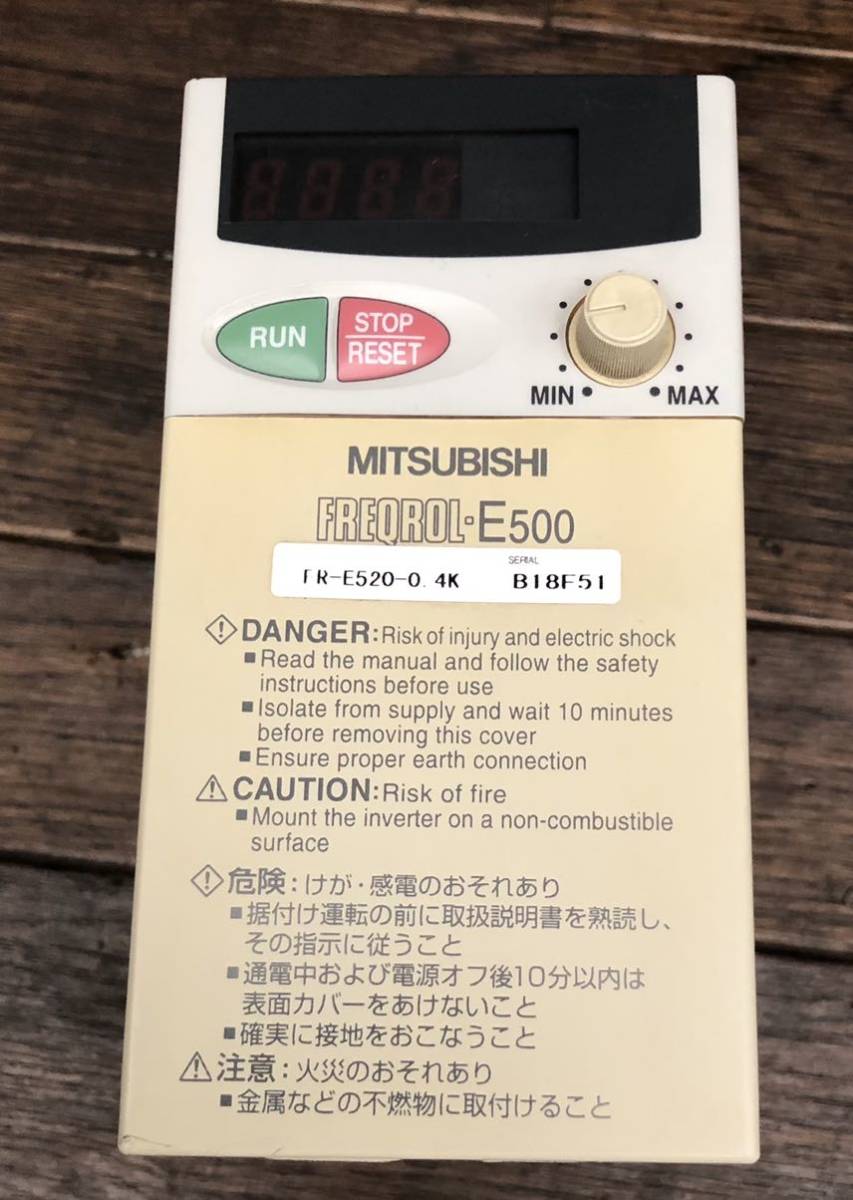 RUN
STOP
RESET
MIN
MAX
MITSUBISHI
FREQROL-E500
SERIAL
FR-E520-0.4K B18F51
DANGER:Risk of injury and electric shock
■Read the manual and follow the safety
instructions before use
■Isolate from supply and wait 10 minutes
before removing this cover
■Ensure proper earth connection
CAUTION:Risk of fire
■Mount the inverter on a non-combustible
surface
危険:けが・感電のおそれあり
■据付け運転の前に取扱説明書を熟読し、
その指示に従うこと
■通電中および電源オフ後10分以内は
表面カバーをあけないこと
■確実に接地をおこなうこと
注意:火災のおそれあり
■金属などの不燃物に取付けること